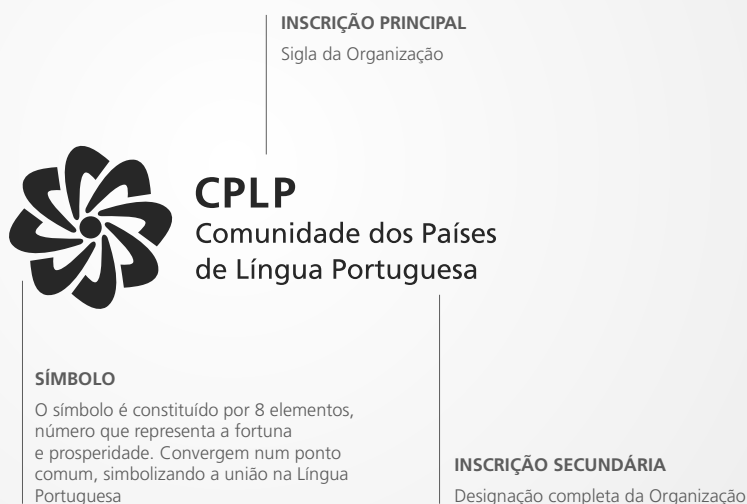 INSCRIÇÃO PRINCIPAL
Sigla da Organização
CPLP
Comunidade dos Países
de Língua Portuguesa
SÍMBOLO
O símbolo é constituído por 8 elementos,
número que representa a fortuna
e prosperidade. Convergem num ponto
comum, simbolizando a união na Língua
Portuguesa
INSCRIÇÃO SECUNDÁRIA
Designação completa da Organização